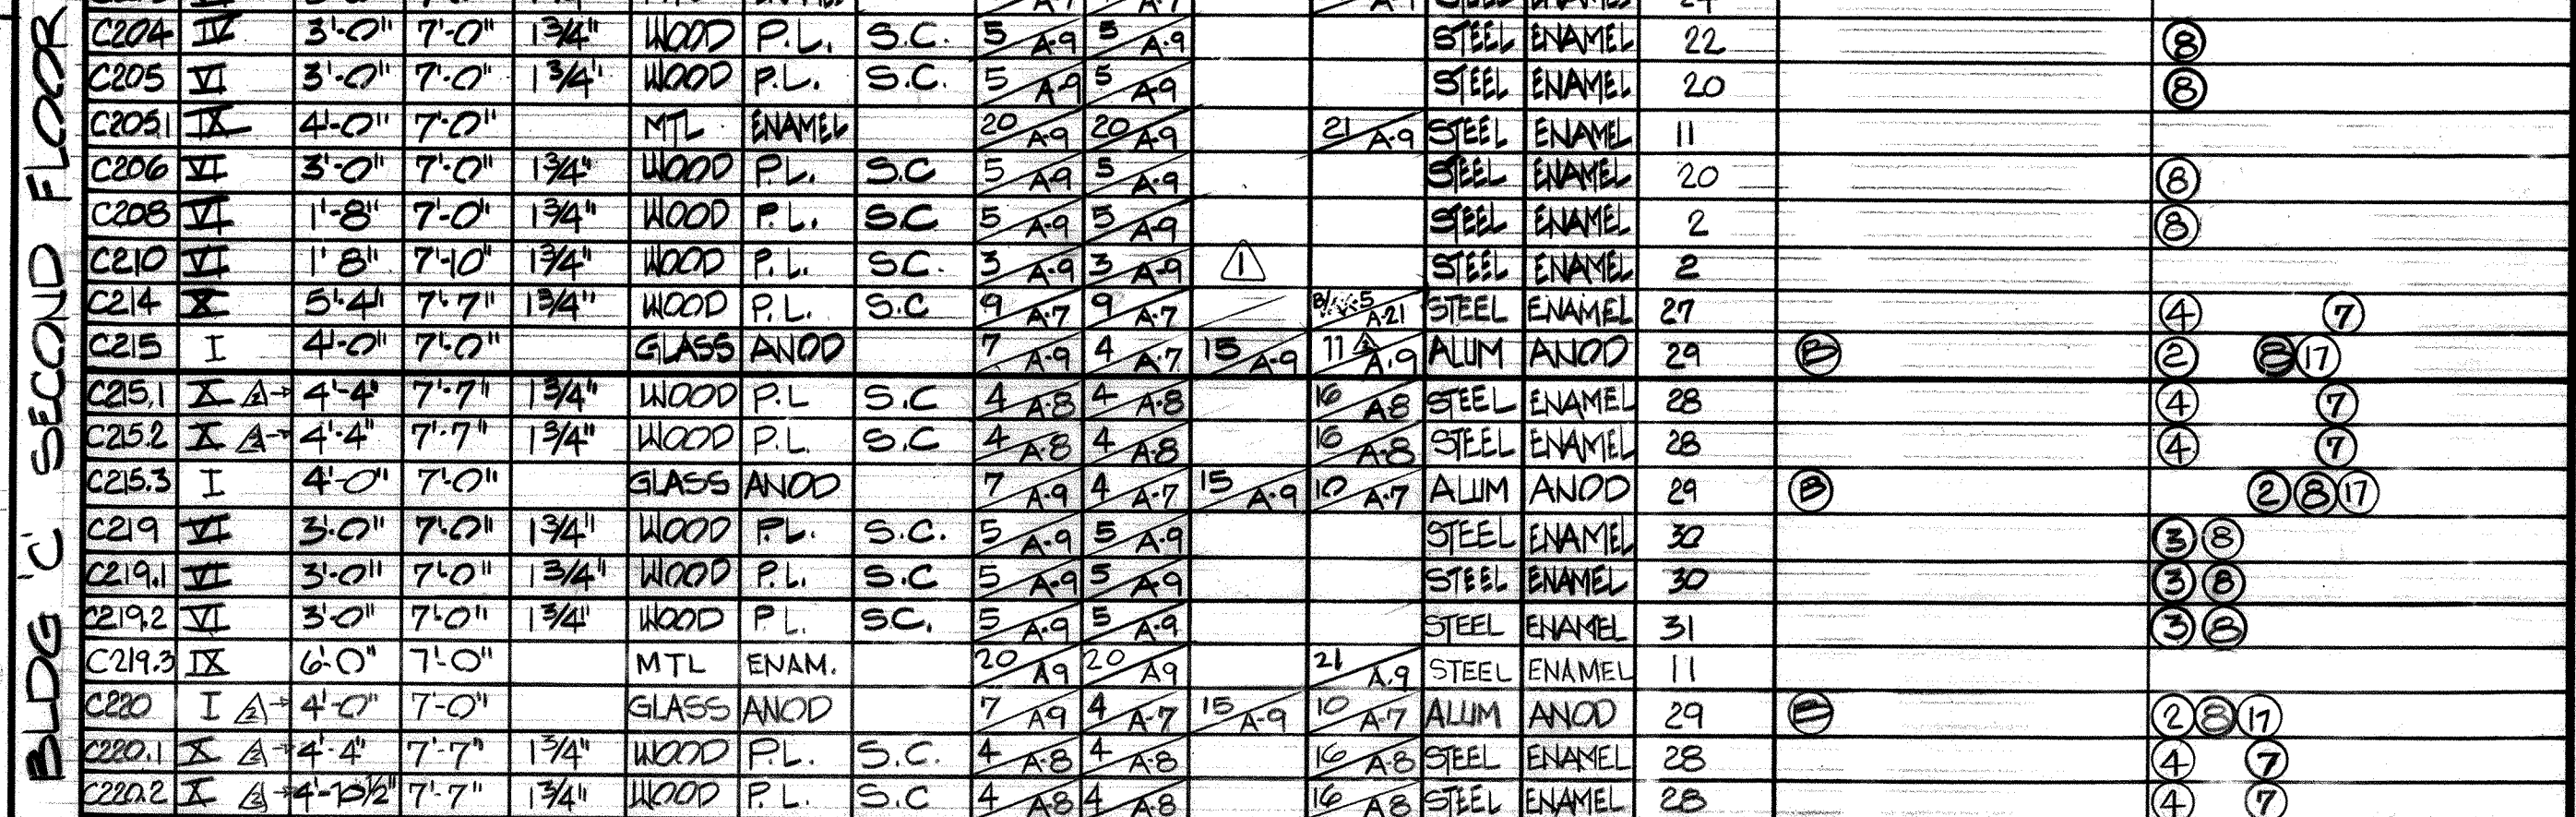 BLDG 'C' SECOND FLOOR
STEEL ENAMEL 24
C204 IV 3'-0" 7'-0" 1 3/4" WOOD P.L. S.C. 5/A-9 5/A-9 STEEL ENAMEL 22 8
C205 VI 3'-0" 7'-0" 1 3/4" WOOD P.L. S.C. 5/A-9 5/A-9 STEEL ENAMEL 20 8
C205.1 IX 4'-0" 7'-0" MTL ENAMEL 20/A-9 20/A-9 21/A-9 STEEL ENAMEL 11
C206 VI 3'-0" 7'-0" 1 3/4" WOOD P.L. S.C 5/A-9 5/A-9 STEEL ENAMEL 20 8
C208 VI 1'-8" 7'-0" 1 3/4" WOOD P.L. S.C 5/A-9 5/A-9 STEEL ENAMEL 2 8
C210 VI 1'8" 7'-10" 1 3/4" WOOD P.L. S.C. 3/A-9 3/A-9 1 STEEL ENAMEL 2
C214 X 5'-4" 7'-7" 1 3/4" WOOD P.L. S.C 9/A-7 9/A-7 A-21 STEEL ENAMEL 27 4 7
C215 I 4'-0" 7'-0" GLASS ANOD 7/A-9 4/A-7 15/A-9 11/A-9 ALUM ANOD 29 B 2 8 17
C215.1 X 2 4'-4" 7'-7" 1 3/4" WOOD P.L S.C 4/A-8 4/A-8 16/A-8 STEEL ENAMEL 28 4 7
C215.2 X 2 4'-4" 7'-7" 1 3/4" WOOD P.L. S.C 4/A-8 4/A-8 16/A-8 STEEL ENAMEL 28 4 7
C215.3 I 4'-0" 7'-0" GLASS ANOD 7/A-9 4/A-7 15/A-9 10/A-7 ALUM ANOD 29 B 2 8 17
C219 VI 3'-0" 7'-0" 1 3/4" WOOD P.L. S.C. 5/A-9 5/A-9 STEEL ENAMEL 30 3 8
C219.1 VI 3'-0" 7'-0" 1 3/4" WOOD P.L. S.C 5/A-9 5/A-9 STEEL ENAMEL 30 3 8
C219.2 VI 3'-0" 7'-0" 1 3/4" WOOD P.L. SC. 5/A-9 5/A-9 STEEL ENAMEL 31 3 8
C219.3 IX 6'-0" 7'-0" MTL ENAM. 20/A9 20/A9 21/A.9 STEEL ENAMEL 11
C220 I 2 4'-0" 7'-0" GLASS ANOD 7/A9 4/A-7 15/A-9 10/A-7 ALUM ANOD 29 B 2 8 17
C220.1 X 2 4'-4" 7'-7" 1 3/4" WOOD P.L. S.C. 4/A-8 4/A-8 16/A-8 STEEL ENAMEL 28 4 7
C220.2 X 2 4'-10 1/2" 7'-7" 1 3/4" WOOD P.L. S.C 4/A-8 4/A-8 16/A8 STEEL ENAMEL 28 4 7